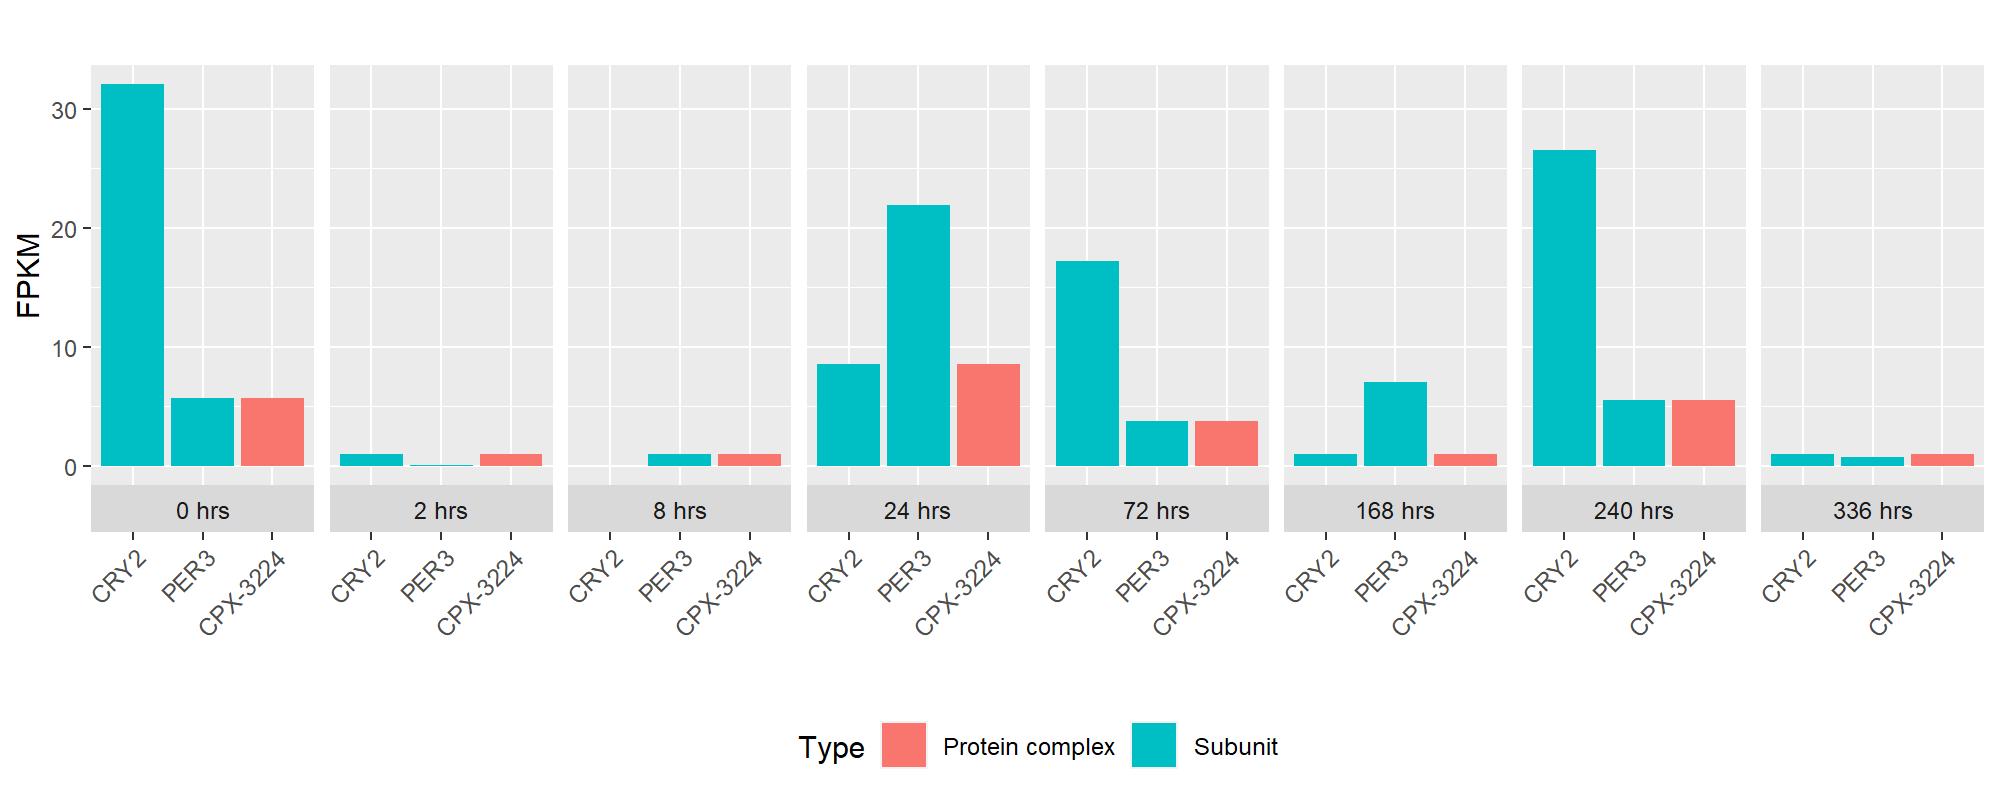 FPKM
30
20
10
0
0 hrs 2 hrs 8 hrs 24 hrs 72 hrs 168 hrs 240 hrs 336 hrs
CRY2 PER3 CPX-3224 CRY2 PER3 CPX-3224 CRY2 PER3 CPX-3224 CRY2 PER3 CPX-3224 CRY2 PER3 CPX-3224 CRY2 PER3 CPX-3224 CRY2 PER3 CPX-3224 CRY2 PER3 CPX-3224
Type Protein complex Subunit